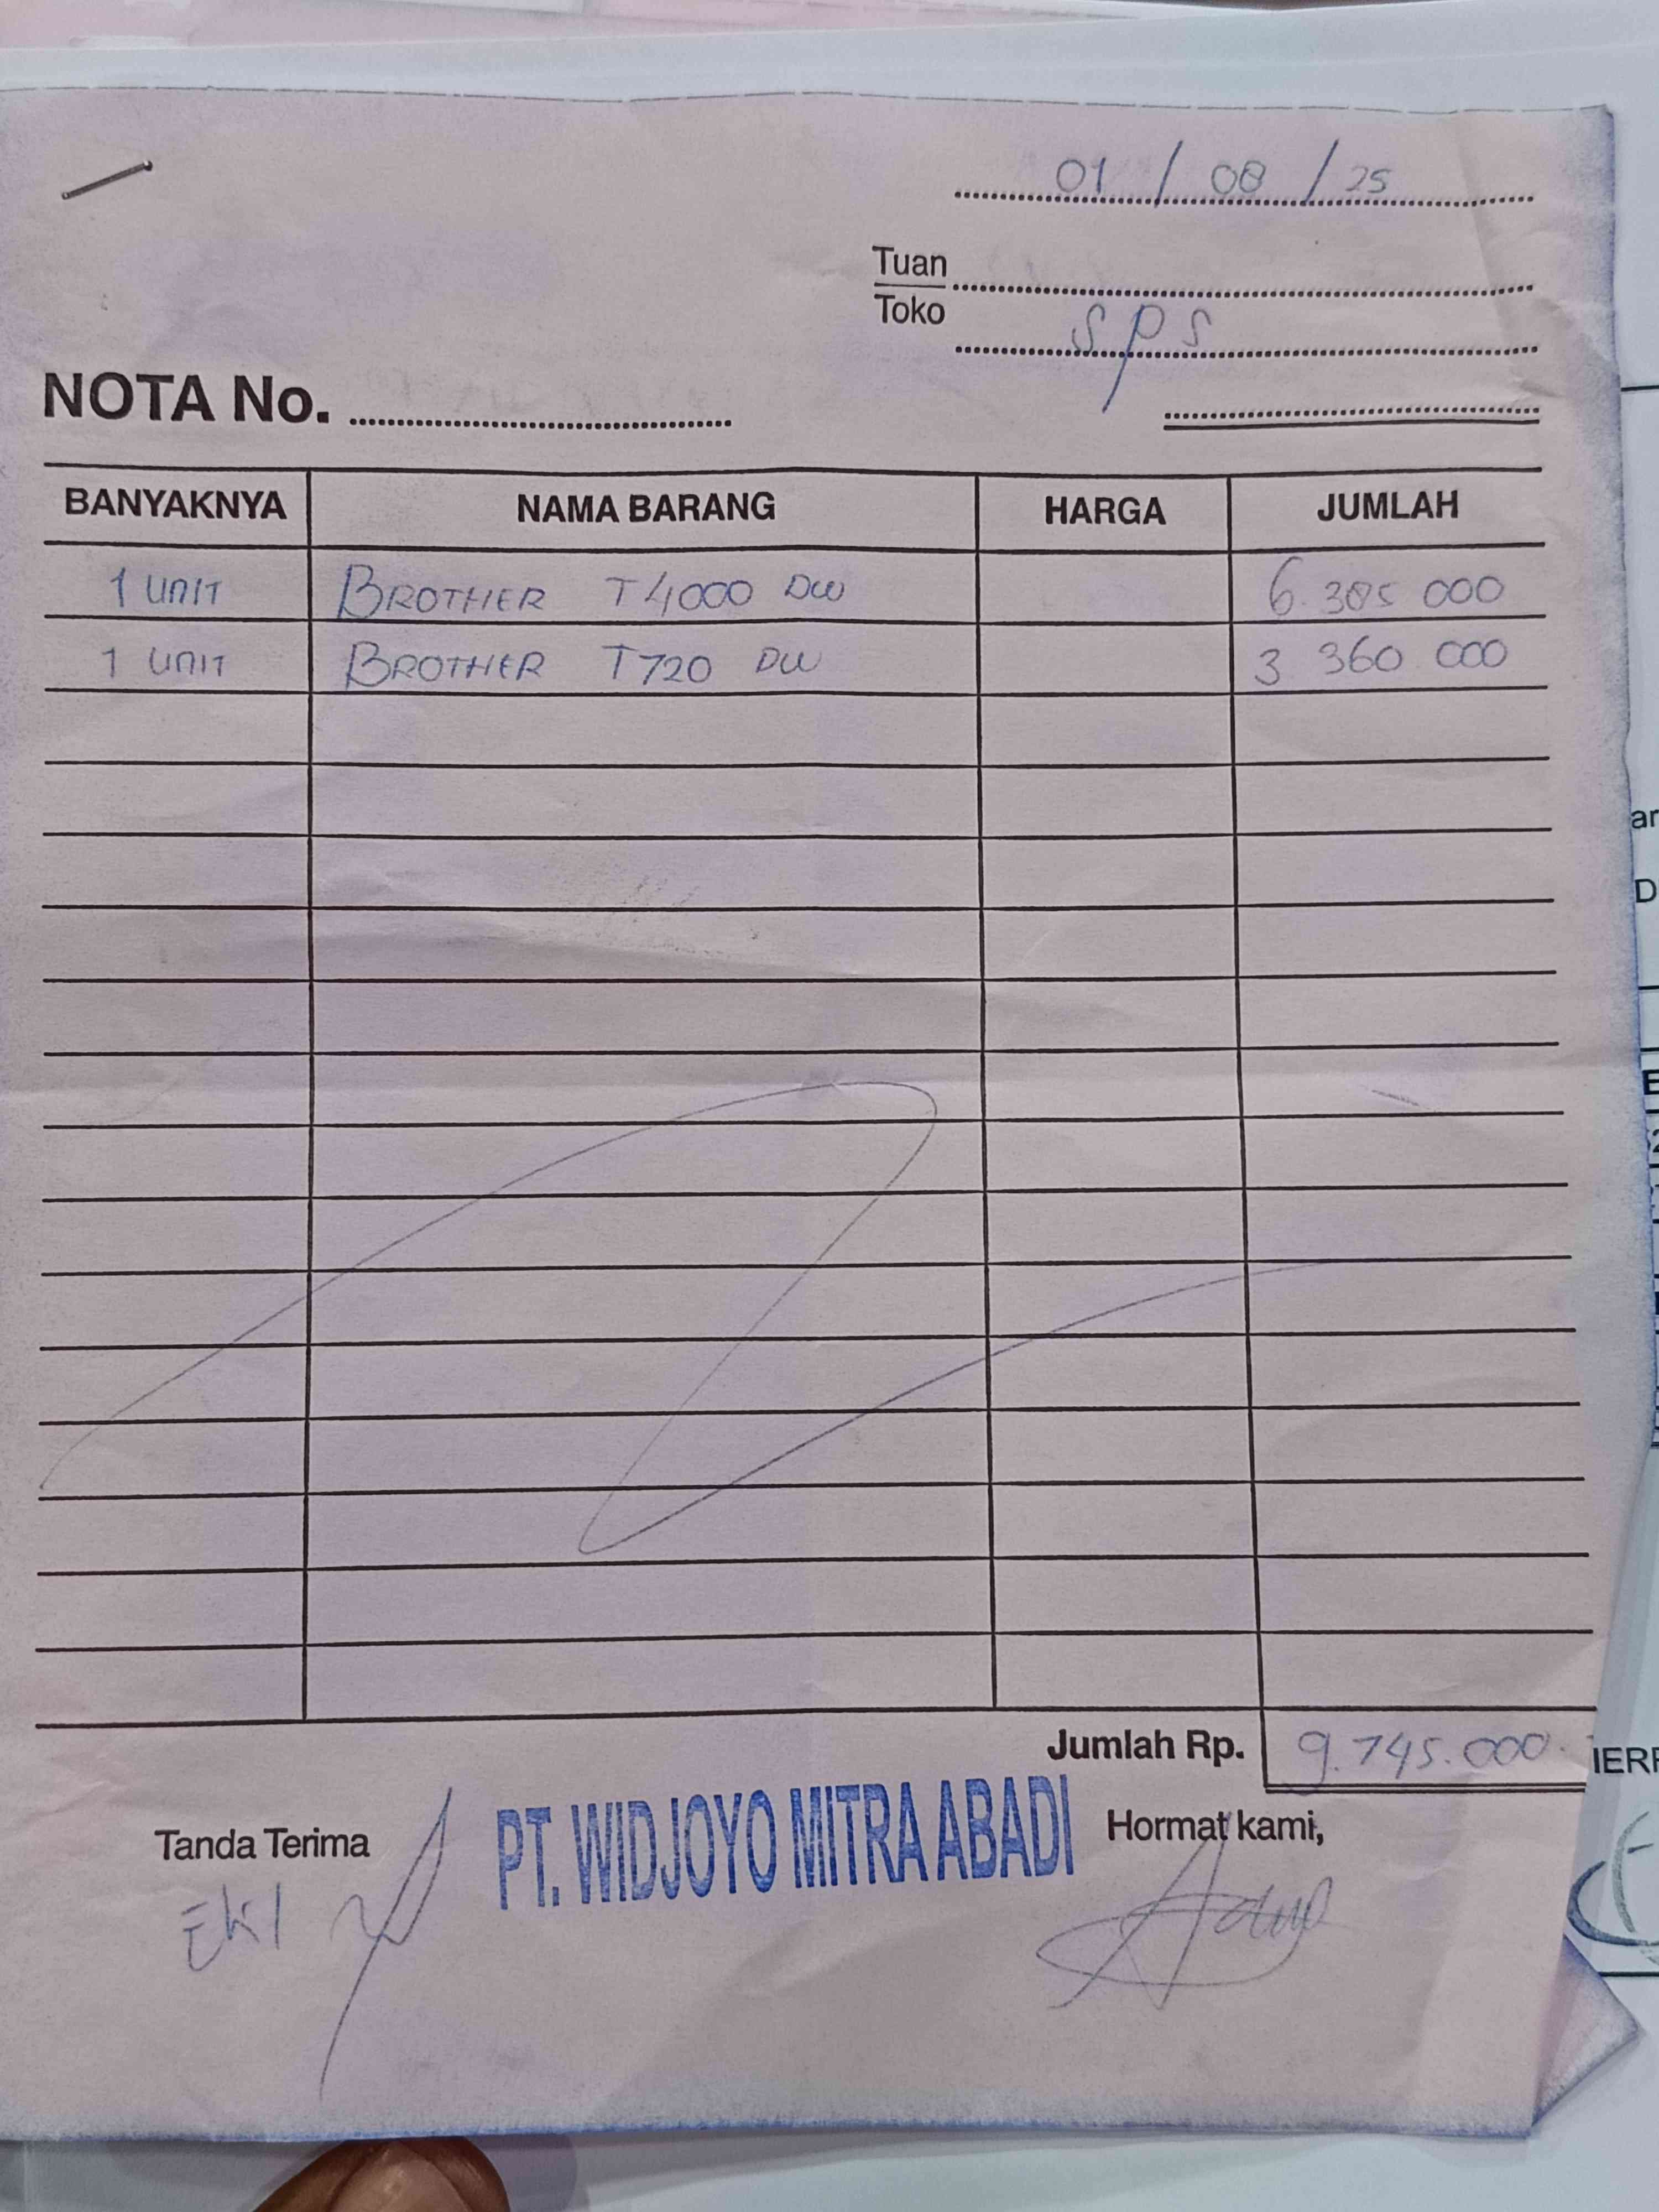 01 / 08 / 25
Tuan
Toko
SPS
NOTA No.
BANYAKNYA NAMA BARANG HARGA JUMLAH
1 UNIT BROTHER T4000 DW 6.385 000
1 UNIT BROTHER T720 DW 3 360 000
Jumlah Rp. 9.745.000
Tanda Terima PT. WIDJOYO MITRA ABADI Hormat kami,
EKI
ar
D
IERP